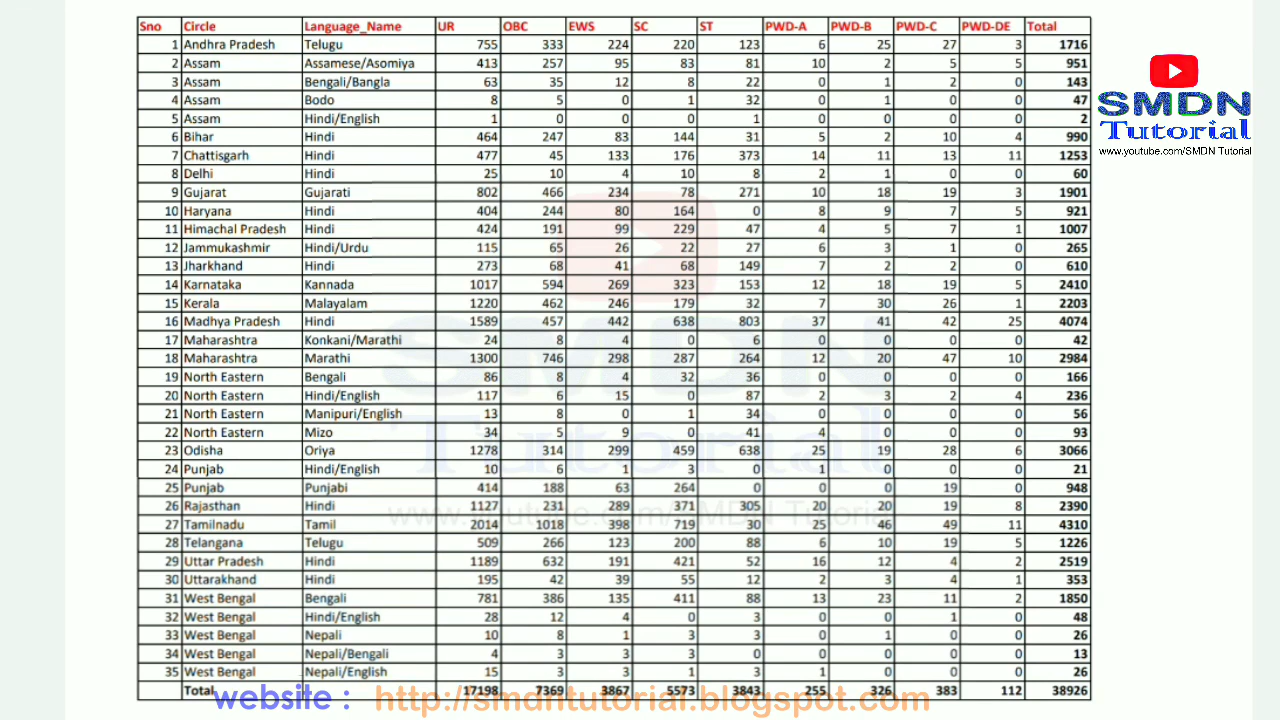 Sno Circle Language_Name UR OBC EWS SC ST PWD-A PWD-B PWD-C PWD-DE Total
1 Andhra Pradesh Telugu 755 333 224 220 123 6 25 27 3 1716
2 Assam Assamese/Asomiya 413 257 95 83 81 10 2 5 5 951
3 Assam Bengali/Bangla 63 35 12 8 22 0 1 2 0 143
4 Assam Bodo 8 5 0 1 32 0 1 0 0 47
5 Assam Hindi/English 1 0 0 0 1 0 0 0 0 2
6 Bihar Hindi 464 247 83 144 31 5 2 10 4 990
7 Chattisgarh Hindi 477 45 133 176 373 14 11 13 11 1253
8 Delhi Hindi 25 10 4 10 8 2 1 0 0 60
9 Gujarat Gujarati 802 466 234 78 271 10 18 19 3 1901
10 Haryana Hindi 404 244 80 164 0 8 9 7 5 921
11 Himachal Pradesh Hindi 424 191 99 229 47 4 5 7 1 1007
12 Jammukashmir Hindi/Urdu 115 65 26 22 27 6 3 1 0 265
13 Jharkhand Hindi 273 68 41 68 149 7 2 2 0 610
14 Karnataka Kannada 1017 594 269 323 153 12 18 19 5 2410
15 Kerala Malayalam 1220 462 246 179 32 7 30 26 1 2203
16 Madhya Pradesh Hindi 1589 457 442 638 803 37 41 42 25 4074
17 Maharashtra Konkani/Marathi 24 8 4 0 6 0 0 0 0 42
18 Maharashtra Marathi 1300 746 298 287 264 12 20 47 10 2984
19 North Eastern Bengali 86 8 4 32 36 0 0 0 0 166
20 North Eastern Hindi/English 117 6 15 0 87 2 3 2 4 236
21 North Eastern Manipuri/English 13 8 0 1 34 0 0 0 0 56
22 North Eastern Mizo 34 5 9 0 41 4 0 0 0 93
23 Odisha Oriya 1278 314 299 459 638 25 19 28 6 3066
24 Punjab Hindi/English 10 6 1 3 0 1 0 0 0 21
25 Punjab Punjabi 414 188 63 264 0 0 0 19 0 948
26 Rajasthan Hindi 1127 231 289 371 305 20 20 19 8 2390
27 Tamilnadu Tamil 2014 1018 398 719 30 25 46 49 11 4310
28 Telangana Telugu 509 266 123 200 88 6 10 19 5 1226
29 Uttar Pradesh Hindi 1189 632 191 421 52 16 12 4 2 2519
30 Uttarakhand Hindi 195 42 39 55 12 2 3 4 1 353
31 West Bengal Bengali 781 386 135 411 88 13 23 11 2 1850
32 West Bengal Hindi/English 28 12 4 0 3 0 0 1 0 48
33 West Bengal Nepali 10 8 1 3 3 0 1 0 0 26
34 West Bengal Nepali/Bengali 4 3 3 3 0 0 0 0 0 13
35 West Bengal Nepali/English 15 3 3 1 3 1 0 0 0 26
Total 17198 7369 3867 5573 3843 255 326 383 112 38926
SMDN
Tutorial
www.youtube.com/SMDN Tutorial
SMDN
Tutorial
www.youtube.com/SMDN Tutorial
website : http://smdntutorial.blogspot.com